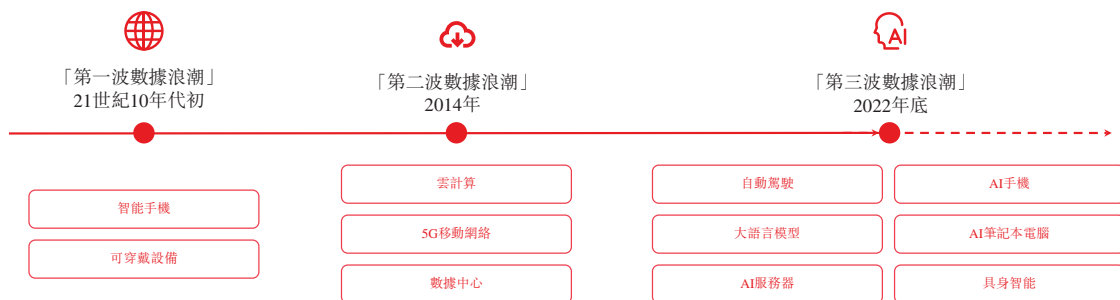 AI
「第一波數據浪潮」
21世紀10年代初
「第二波數據浪潮」
2014年
「第三波數據浪潮」
2022年底
智能手機
可穿戴設備
雲計算
5G移動網絡
數據中心
自動駕駛
大語言模型
AI服務器
AI手機
AI筆記本電腦
具身智能